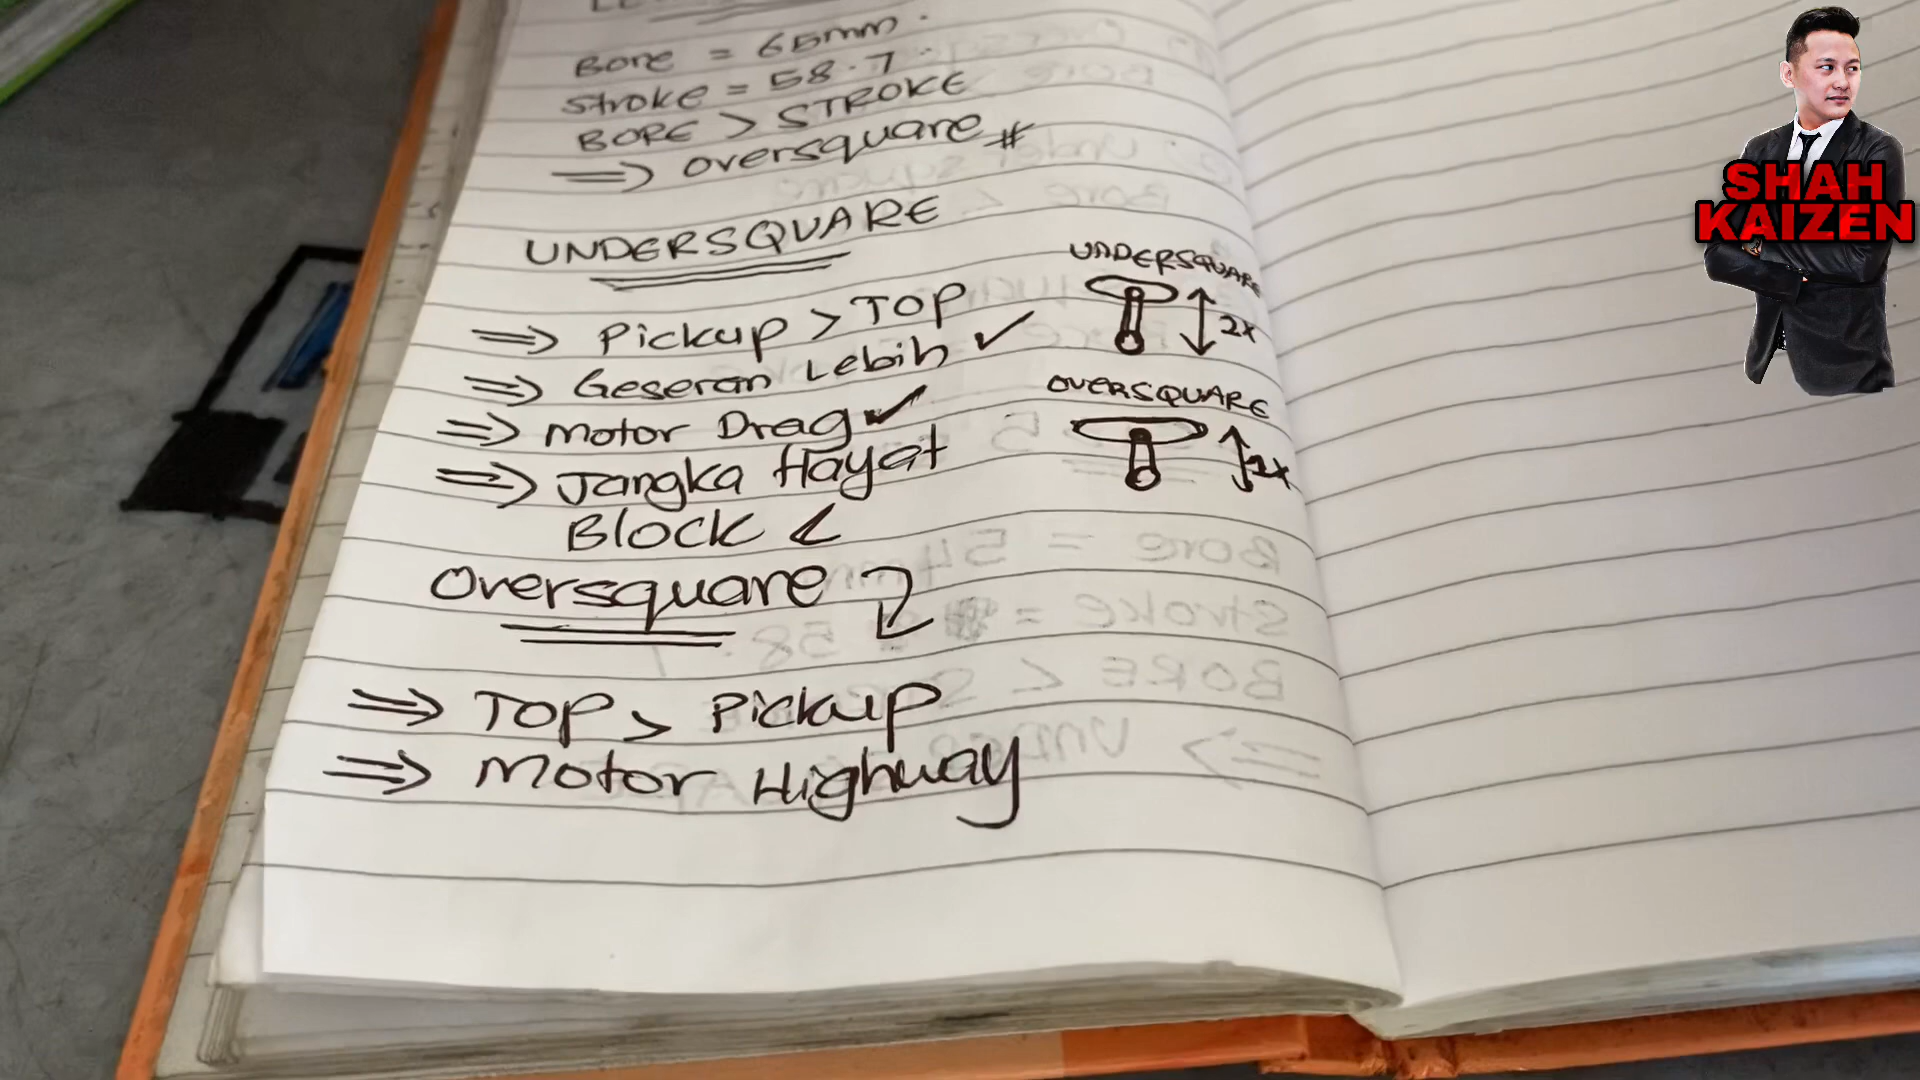 Bore = 65mm.
Stroke = 58.7.
BORE > STROKE
⇒ oversquare #
UNDERSQUARE
⇒ Pickup > TOP
⇒ Geseran Lebih ✓
⇒ Motor Drag ✓
⇒ Jangka Hayat
Block <
UNDERSQUARE
2x
OVERSQUARE
2x
Oversquare
⇒ TOP > Pickup
⇒ Motor Highway
SHAH
KAIZEN